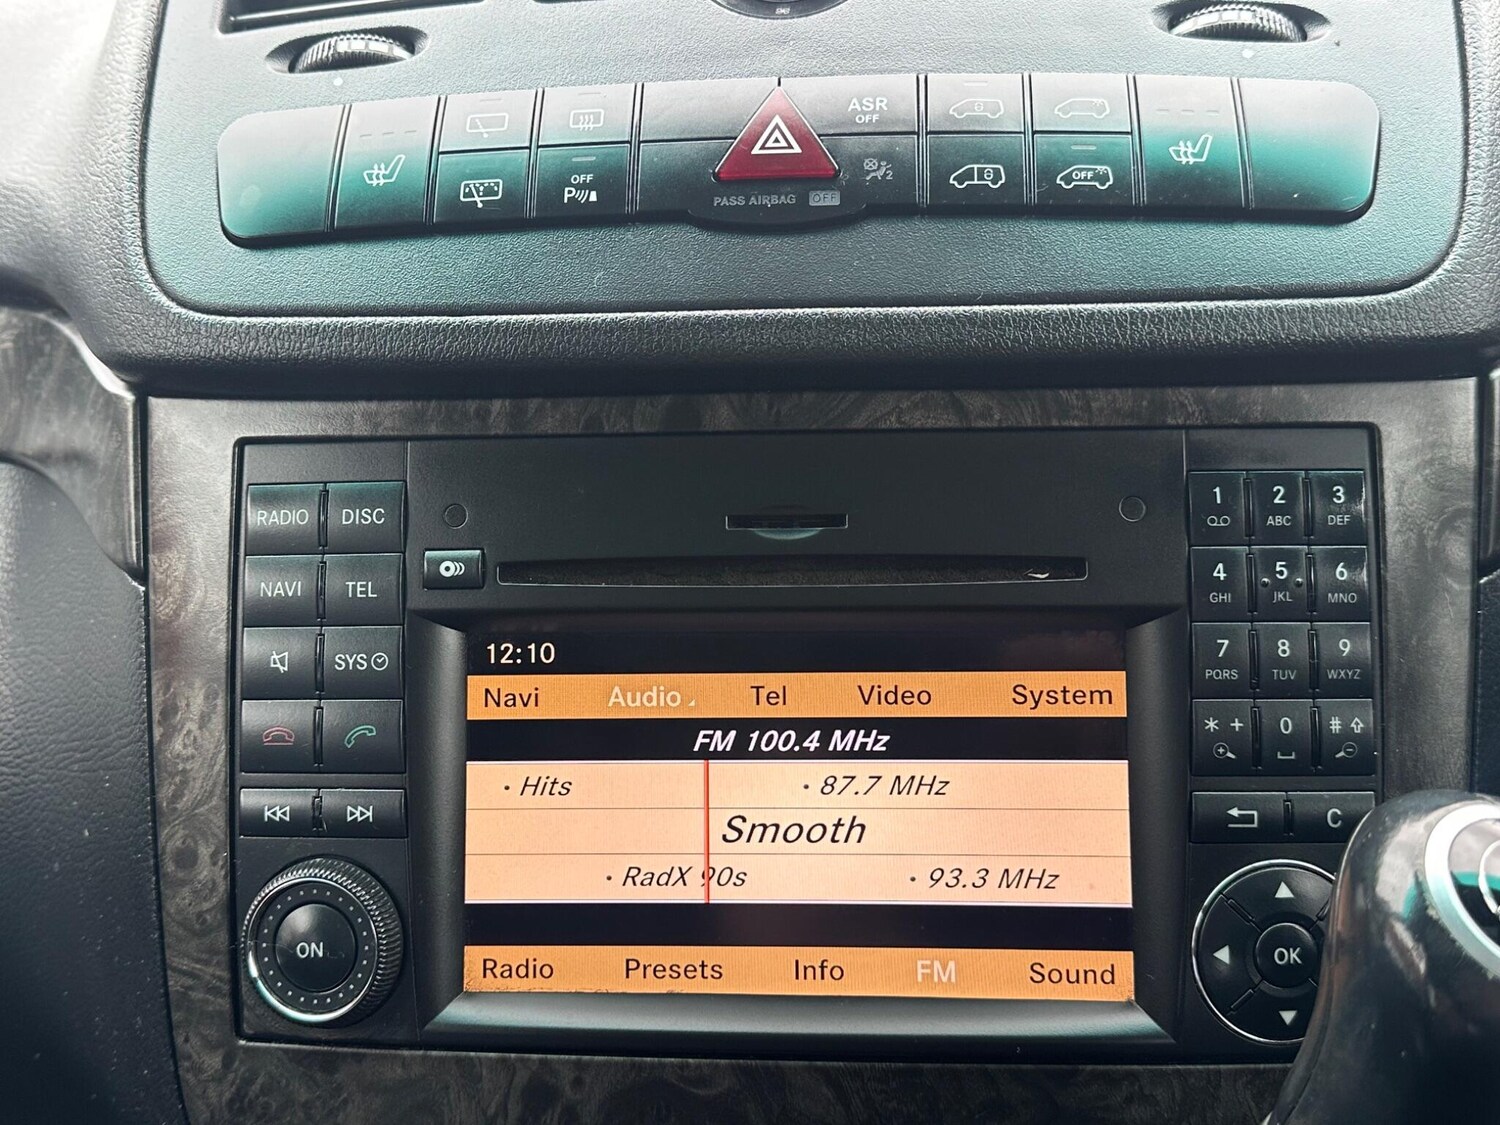 ASR
OFF
OFF
P
OFF
PASS AIRBAG OFF
2
RADIO DISC
NAVI TEL
SYS
ON
1 2 3
ABC DEF
4 5 6
GHI JKL MNO
7 8 9
PQRS TUV WXYZ
* + 0 #
C
OK
12:10
Navi Audio Tel Video System
FM 100.4 MHz
• Hits • 87.7 MHz
Smooth
• RadX 90s • 93.3 MHz
Radio Presets Info FM Sound